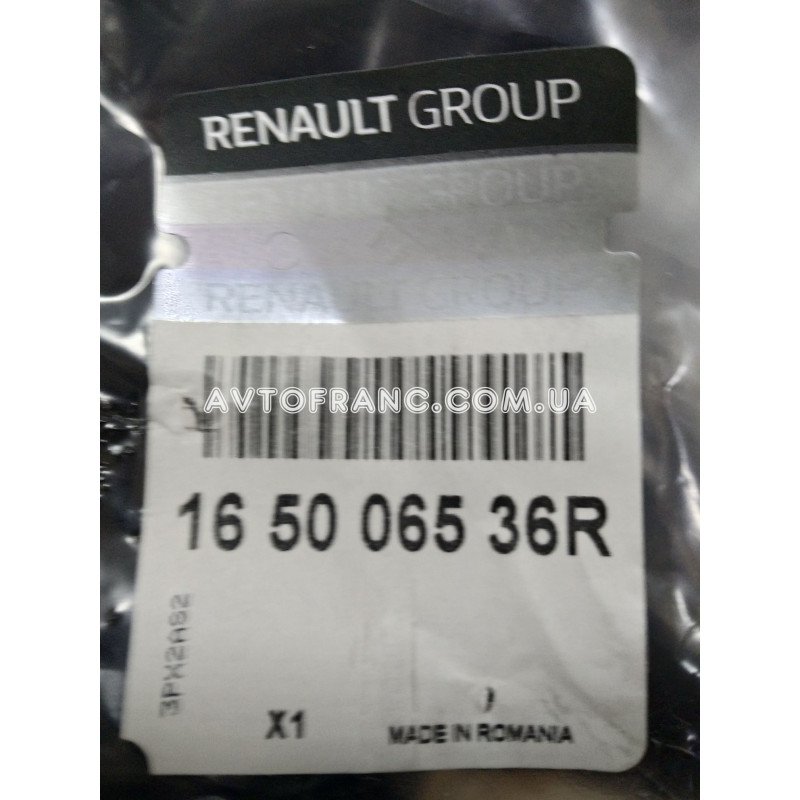 RENAULT GROUP
RENAULT GROUP
RENAULT GROUP
AVTOFRANC.COM.UA
16 50 065 36R
3PX2AS2
X1
MADE IN ROMANIA